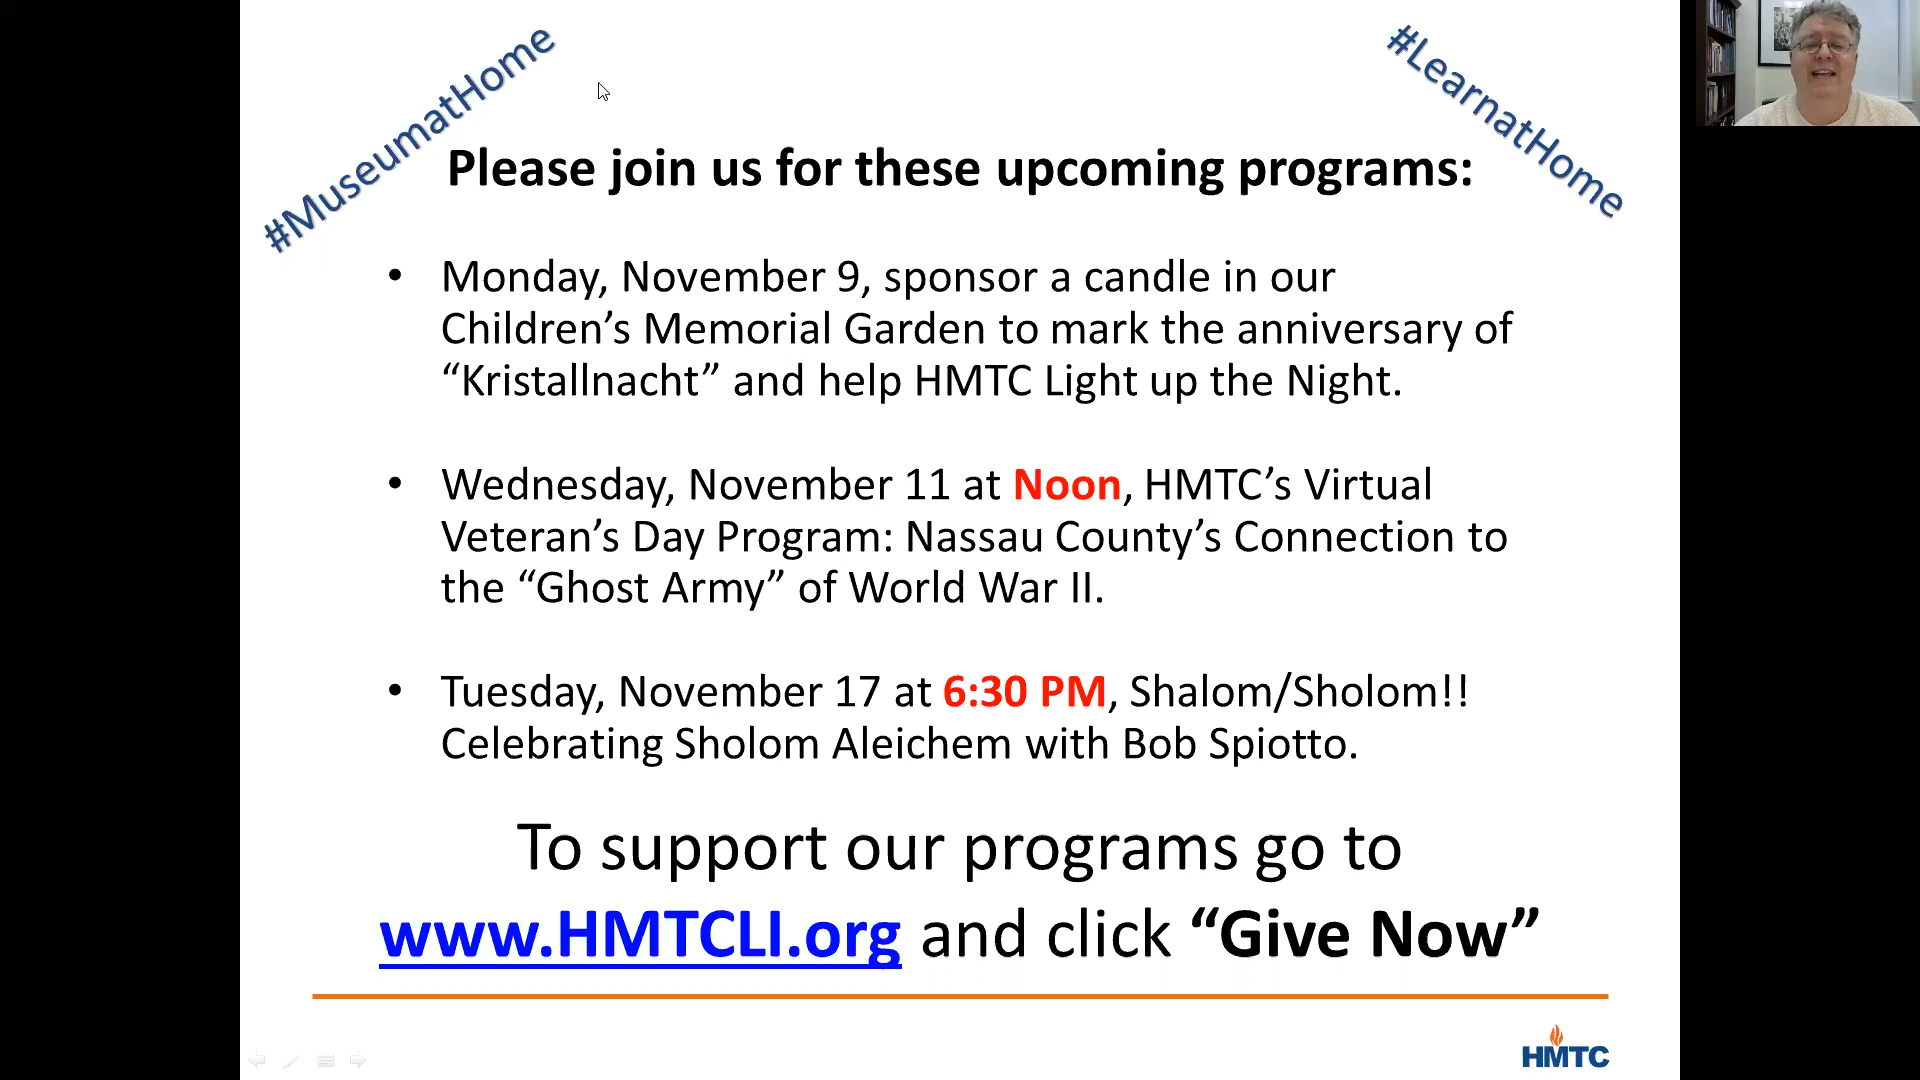 #MuseumatHome
#LearnatHome
Please join us for these upcoming programs:
• Monday, November 9, sponsor a candle in our
Children’s Memorial Garden to mark the anniversary of
“Kristallnacht” and help HMTC Light up the Night.
• Wednesday, November 11 at Noon, HMTC’s Virtual
Veteran’s Day Program: Nassau County’s Connection to
the “Ghost Army” of World War II.
• Tuesday, November 17 at 6:30 PM, Shalom/Sholom!!
Celebrating Sholom Aleichem with Bob Spiotto.
To support our programs go to
www.HMTCLI.org and click “Give Now”
HMTC